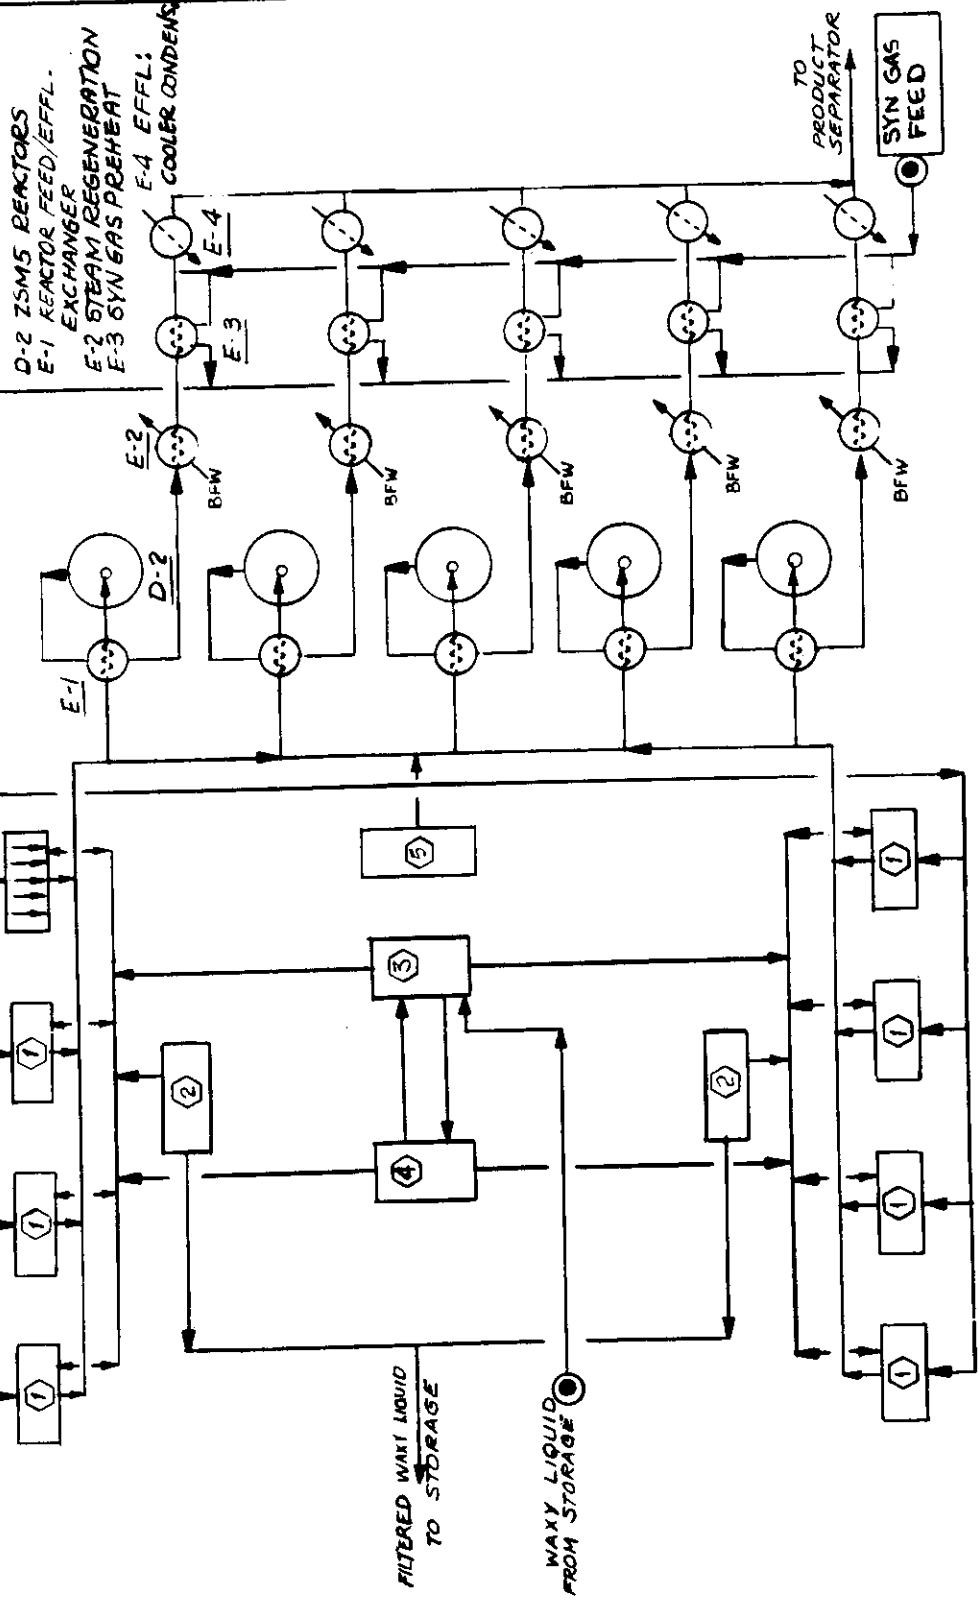 D-2 ZSM5 REACTORS
E-1 REACTOR FEED/EFFL.
EXCHANGER
E-2 STEAM REGENERATION
E-3 SYN GAS PREHEAT
E-4 EFFL:
COOLER CONDENS.
TO
PRODUCT
SEPARATOR
SYN GAS
FEED
E-4
E-3
E-2
BFW
BFW
BFW
BFW
BFW
D-2
E-1
1
1
1
5
3
2
4
2
1
1
1
1
FILTERED WAXY LIQUID
TO STORAGE
WAXY LIQUID
FROM STORAGE